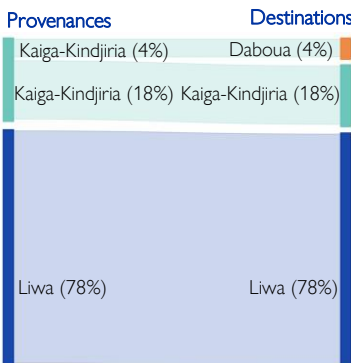 Provenances Destinations
Kaiga-Kindjiria (4%) Daboua (4%)
Kaiga-Kindjiria (18%) Kaiga-Kindjiria (18%)
Liwa (78%) Liwa (78%)